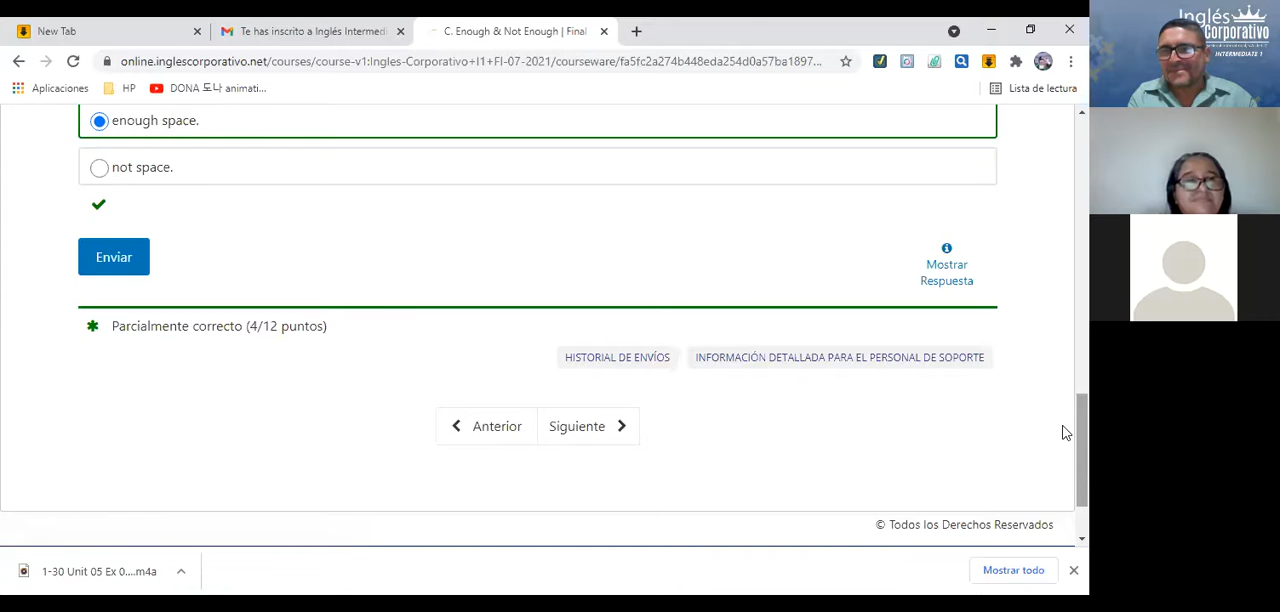 New Tab
Te has inscrito a Inglés Intermedi
C. Enough & Not Enough | Final
online.inglescorporativo.net/courses/course-v1:Ingles-Corporativo+I1+FI-07-2021/courseware/fa5fc2a274b448eda254d0a57ba1897...
Aplicaciones
HP
DONA 도나 animati...
Lista de lectura
Inglés
Corporativo
INTERMEDIATE 1
enough space.
not space.
Enviar
Mostrar
Respuesta
Parcialmente correcto (4/12 puntos)
HISTORIAL DE ENVÍOS
INFORMACIÓN DETALLADA PARA EL PERSONAL DE SOPORTE
Anterior
Siguiente
© Todos los Derechos Reservados
1-30 Unit 05 Ex 0....m4a
Mostrar todo